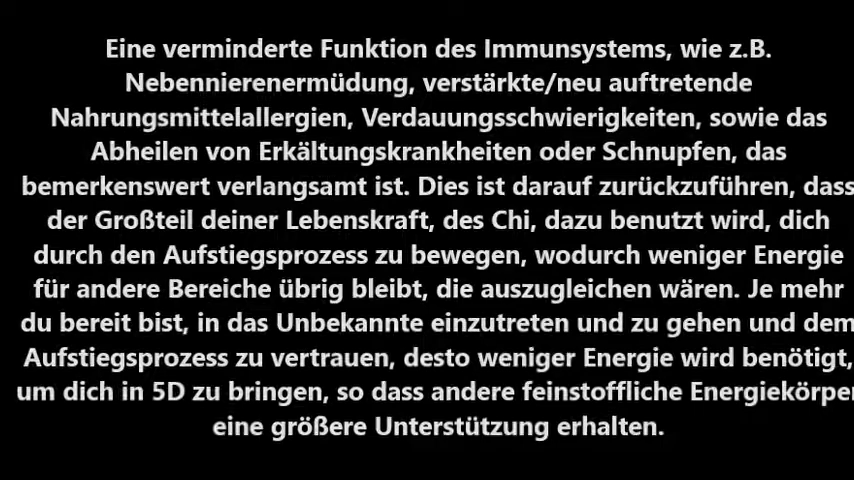 Eine verminderte Funktion des Immunsystems, wie z.B.
Nebennierenermüdung, verstärkte/neu auftretende
Nahrungsmittelallergien, Verdauungsschwierigkeiten, sowie das
Abheilen von Erkältungskrankheiten oder Schnupfen, das
bemerkenswert verlangsamt ist. Dies ist darauf zurückzuführen, dass
der Großteil deiner Lebenskraft, des Chi, dazu benutzt wird, dich
durch den Aufstiegsprozess zu bewegen, wodurch weniger Energie
für andere Bereiche übrig bleibt, die auszugleichen wären. Je mehr
du bereit bist, in das Unbekannte einzutreten und zu gehen und dem
Aufstiegsprozess zu vertrauen, desto weniger Energie wird benötigt,
um dich in 5D zu bringen, so dass andere feinstoffliche Energiekörper
eine größere Unterstützung erhalten.